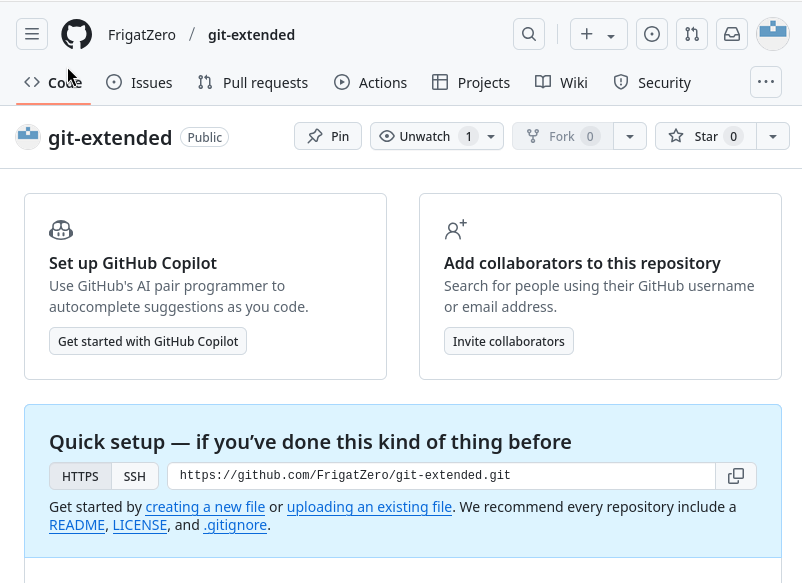 FrigatZero / git-extended
Code Issues Pull requests Actions Projects Wiki Security
git-extended Public Pin Unwatch 1 Fork 0 Star 0
Set up GitHub Copilot
Use GitHub's AI pair programmer to
autocomplete suggestions as you code.
Get started with GitHub Copilot
Add collaborators to this repository
Search for people using their GitHub username
or email address.
Invite collaborators
Quick setup — if you’ve done this kind of thing before
HTTPS SSH https://github.com/FrigatZero/git-extended.git
Get started by creating a new file or uploading an existing file. We recommend every repository include a
README, LICENSE, and .gitignore.